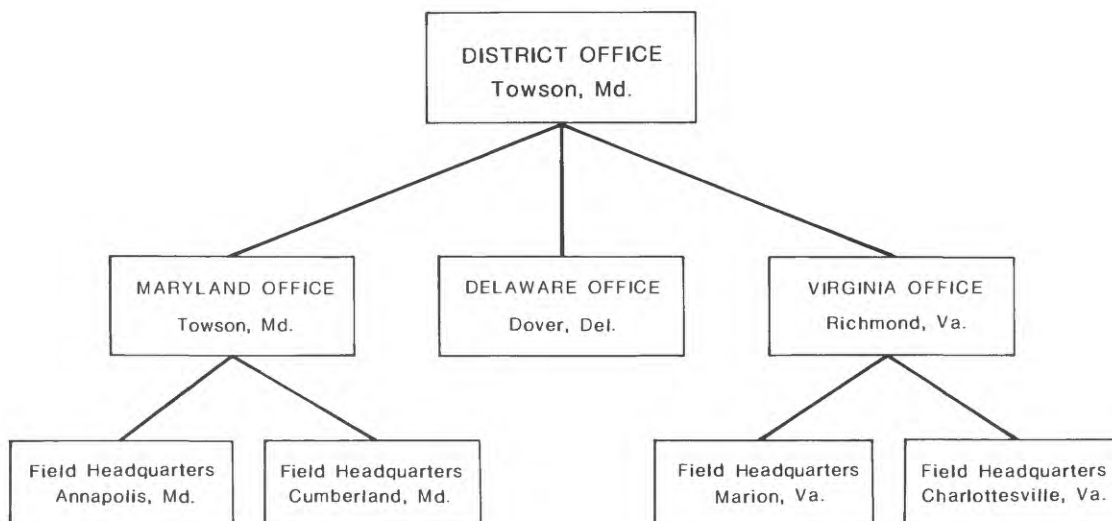 DISTRICT OFFICE
Towson, Md.
MARYLAND OFFICE
Towson, Md.
DELAWARE OFFICE
Dover, Del.
VIRGINIA OFFICE
Richmond, Va.
Field Headquarters
Annapolis, Md.
Field Headquarters
Cumberland, Md.
Field Headquarters
Marion, Va.
Field Headquarters
Charlottesville, Va.